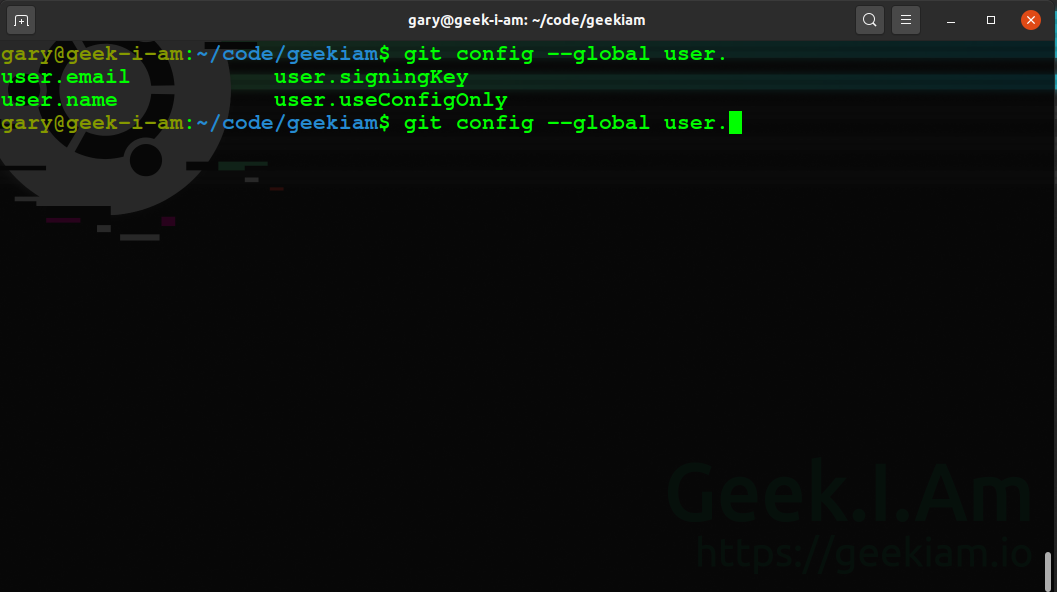 gary@geek-i-am: ~/code/geekiam
gary@geek-i-am:~/code/geekiam$ git config --global user.
user.email user.signingKey
user.name user.useConfigOnly
gary@geek-i-am:~/code/geekiam$ git config --global user.
Geek.I.Am
https://geekiam.io